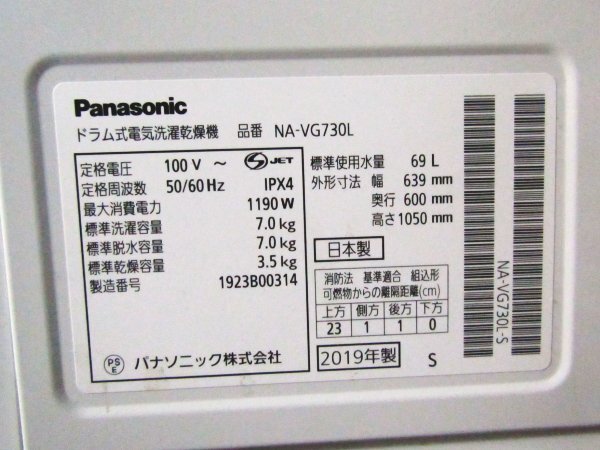 Panasonic
ドラム式電気洗濯乾燥機 品番 NA-VG730L
定格電圧 100 V ～ S JET
定格周波数 50/60 Hz IPX4
最大消費電力 1190 W
標準洗濯容量 7.0 kg
標準脱水容量 7.0 kg
標準乾燥容量 3.5 kg
製造番号 1923B00314
PS E パナソニック株式会社
標準使用水量 69 L
外形寸法 幅 639 mm
奥行 600 mm
高さ 1050 mm
日本製
消防法 基準適合 組込形
可燃物からの離隔距離(cm)
上方 側方 後方 下方
23 1 1 0
2019年製 S
NA-VG730L-S